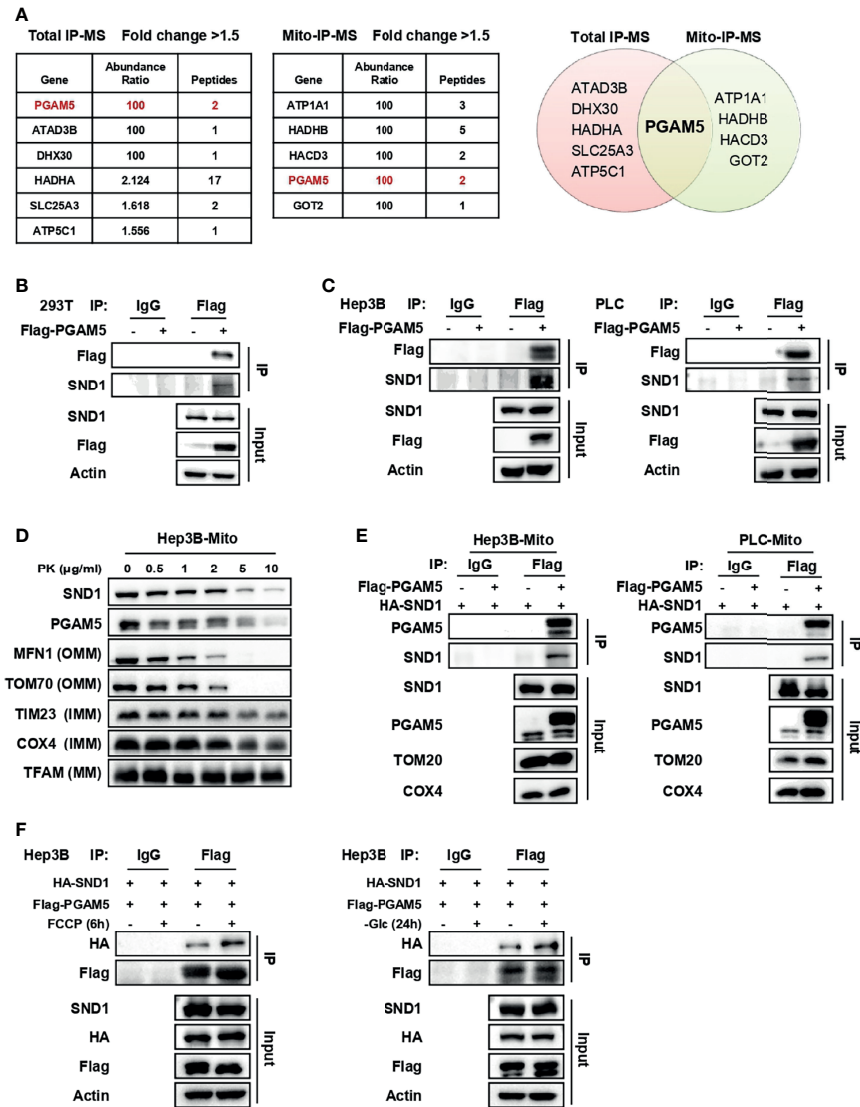 A
Total IP-MS Fold change >1.5
Gene Abundance Ratio Peptides
PGAM5 100 2
ATAD3B 100 1
DHX30 100 1
HADHA 2.124 17
SLC25A3 1.618 2
ATP5C1 1.556 1
Mito-IP-MS Fold change >1.5
Gene Abundance Ratio Peptides
ATP1A1 100 3
HADHB 100 5
HACD3 100 2
PGAM5 100 2
GOT2 100 1
Total IP-MS Mito-IP-MS
ATAD3B
DHX30
HADHA
SLC25A3
ATP5C1
PGAM5
ATP1A1
HADHB
HACD3
GOT2
B
293T IP: IgG Flag
Flag-PGAM5 - + - +
Flag
SND1
IP
SND1
Flag
Actin
Input
C
Hep3B IP: IgG Flag
Flag-PGAM5 - + - +
Flag
SND1
IP
SND1
Flag
Actin
Input
PLC IP: IgG Flag
Flag-PGAM5 - + - +
Flag
SND1
IP
SND1
Flag
Actin
Input
D
Hep3B-Mito
PK (μg/ml) 0 0.5 1 2 5 10
SND1
PGAM5
MFN1 (OMM)
TOM70 (OMM)
TIM23 (IMM)
COX4 (IMM)
TFAM (MM)
E
Hep3B-Mito
IP: IgG Flag
Flag-PGAM5 - + - +
HA-SND1 + + + +
PGAM5
SND1
IP
SND1
PGAM5
TOM20
COX4
Input
PLC-Mito
IP: IgG Flag
Flag-PGAM5 - + - +
HA-SND1 + + + +
PGAM5
SND1
IP
SND1
PGAM5
TOM20
COX4
Input
F
Hep3B IP: IgG Flag
HA-SND1 + + + +
Flag-PGAM5 + + + +
FCCP (6h) - + - +
HA
Flag
IP
SND1
HA
Flag
Actin
Input
Hep3B IP: IgG Flag
HA-SND1 + + + +
Flag-PGAM5 + + + +
-Glc (24h) - + - +
HA
Flag
IP
SND1
HA
Flag
Actin
Input